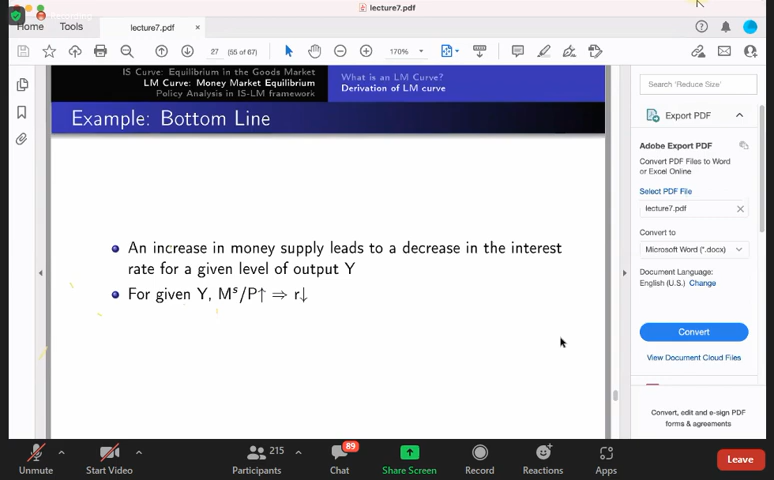 lecture7.pdf
Home Tools lecture7.pdf ×
27 (55 of 67) 170%
IS Curve: Equilibrium in the Goods Market
LM Curve: Money Market Equilibrium
Policy Analysis in IS-LM framework
What is an LM Curve?
Derivation of LM curve
Example: Bottom Line
An increase in money supply leads to a decrease in the interest
rate for a given level of output Y
For given Y, Mˢ/P↑ ⇒ r↓
Search 'Reduce Size'
Export PDF
Adobe Export PDF
Convert PDF Files to Word
or Excel Online
Select PDF File
lecture7.pdf
Convert to
Microsoft Word (*.docx)
Document Language:
English (U.S.) Change
Convert
View Document Cloud Files
Convert, edit and e-sign PDF
forms & agreements
Unmute Start Video 215 Participants 89 Chat Share Screen Record Reactions Apps Leave